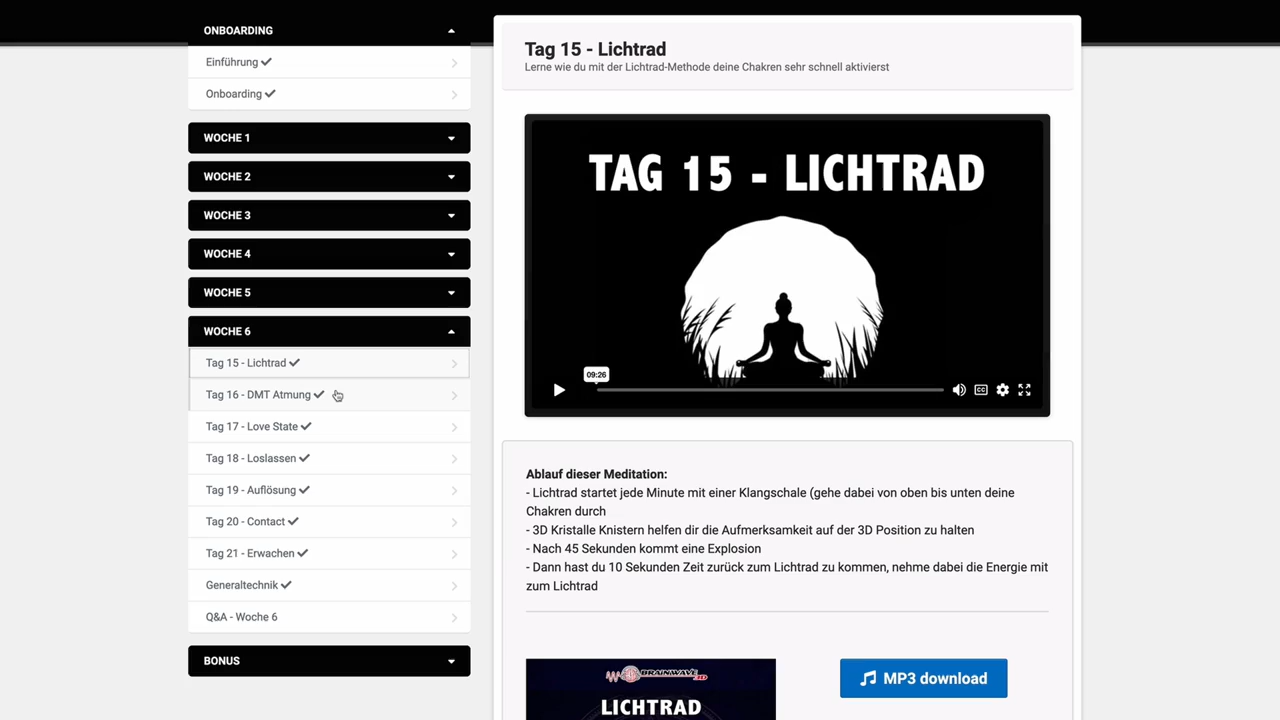 ONBOARDING
Einführung
Onboarding
WOCHE 1
WOCHE 2
WOCHE 3
WOCHE 4
WOCHE 5
WOCHE 6
Tag 15 - Lichtrad
Tag 16 - DMT Atmung
Tag 17 - Love State
Tag 18 - Loslassen
Tag 19 - Auflösung
Tag 20 - Contact
Tag 21 - Erwachen
Generaltechnik
Q&A - Woche 6
BONUS
Tag 15 - Lichtrad
Lerne wie du mit der Lichtrad-Methode deine Chakren sehr schnell aktivierst
TAG 15 - LICHTRAD
09:26
CC
Ablauf dieser Meditation:
- Lichtrad startet jede Minute mit einer Klangschale (gehe dabei von oben bis unten deine
Chakren durch
- 3D Kristalle Knistern helfen dir die Aufmerksamkeit auf der 3D Position zu halten
- Nach 45 Sekunden kommt eine Explosion
- Dann hast du 10 Sekunden Zeit zurück zum Lichtrad zu kommen, nehme dabei die Energie mit
zum Lichtrad
BRAINWAVE 3D
LICHTRAD
MP3 download